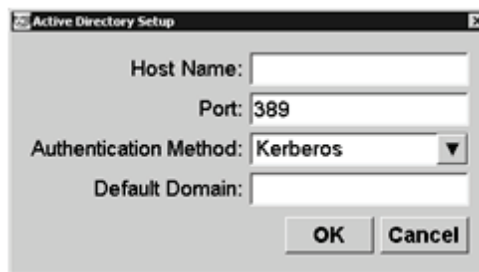 Active Directory Setup
Host Name:
Port: 389
Authentication Method: Kerberos
Default Domain:
OK Cancel